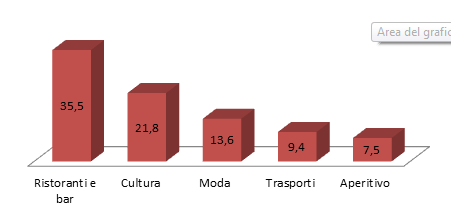 Area del grafic
35,5
21,8
13,6
9,4
7,5
Ristoranti e
bar
Cultura
Moda
Trasporti
Aperitivo